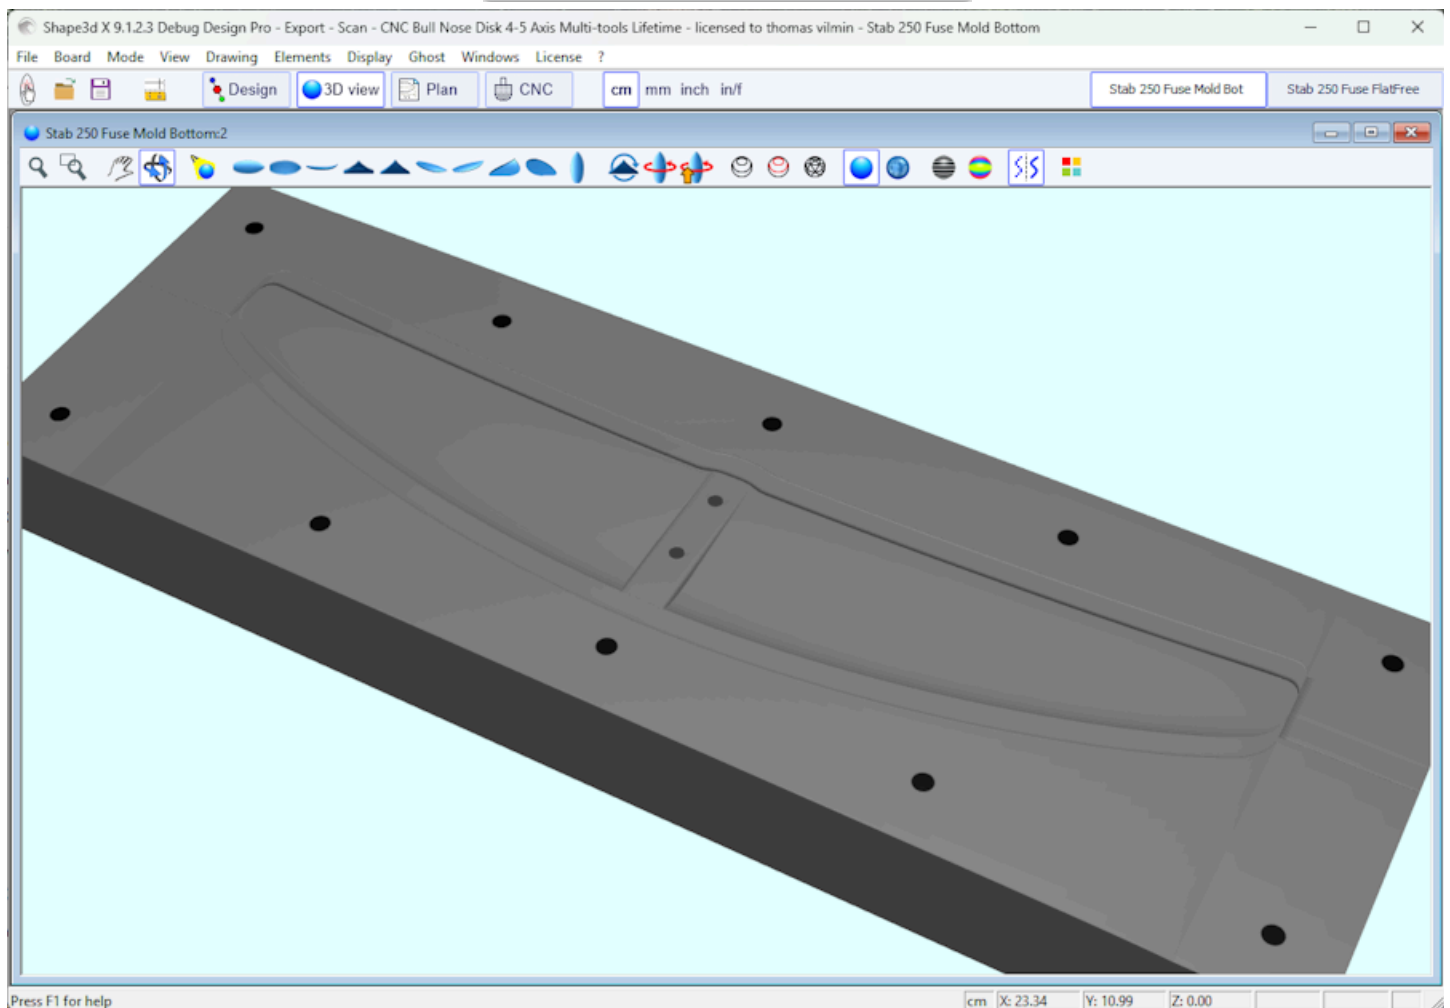 Shape3d X 9.1.2.3 Debug Design Pro - Export - Scan - CNC Bull Nose Disk 4-5 Axis Multi-tools Lifetime - licensed to thomas vilmin - Stab 250 Fuse Mold Bottom
File Board Mode View Drawing Elements Display Ghost Windows License ?
Design 3D view Plan CNC cm mm inch in/f Stab 250 Fuse Mold Bot Stab 250 Fuse FlatFree
Stab 250 Fuse Mold Bottom:2
Press F1 for help cm X: 23.34 Y: 10.99 Z: 0.00